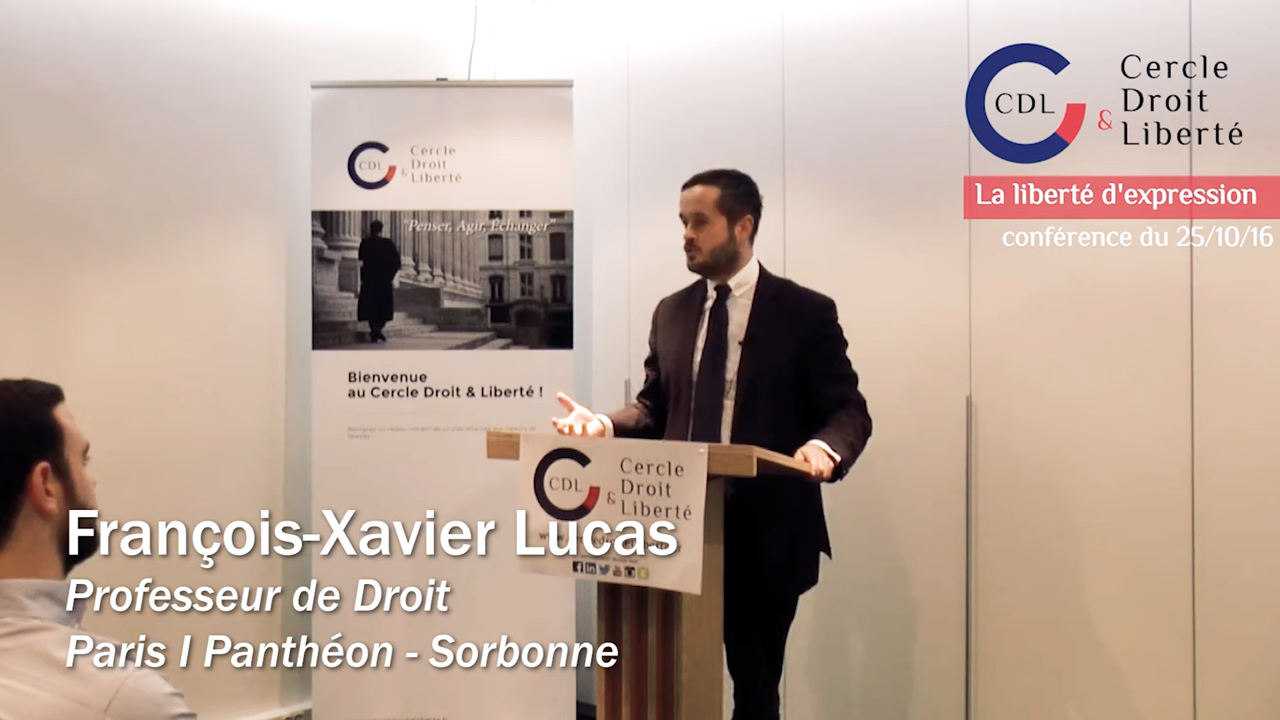 CDL
&
Cercle
Droit
Liberté
La liberté d'expression
conférence du 25/10/16
CDL
&
Cercle
Droit
Liberté
"Penser, Agir, Échanger"
Bienvenue
au Cercle Droit & Liberté !
CDL
&
Cercle
Droit
Liberté
François-Xavier Lucas
Professeur de Droit
Paris I Panthéon - Sorbonne